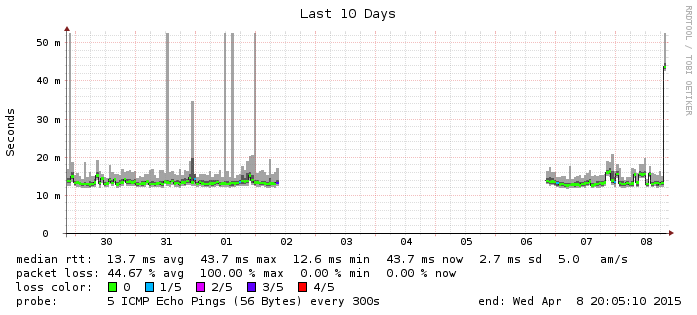 Last 10 Days
RRDTOOL / TOBI OETIKER
Seconds
50 m
40 m
30 m
20 m
10 m
0
30 31 01 02 03 04 05 06 07 08
median rtt: 13.7 ms avg 43.7 ms max 12.6 ms min 43.7 ms now 2.7 ms sd 5.0 am/s
packet loss: 44.67 % avg 100.00 % max 0.00 % min 0.00 % now
loss color: 0 1/5 2/5 3/5 4/5
probe: 5 ICMP Echo Pings (56 Bytes) every 300s end: Wed Apr 8 20:05:10 2015